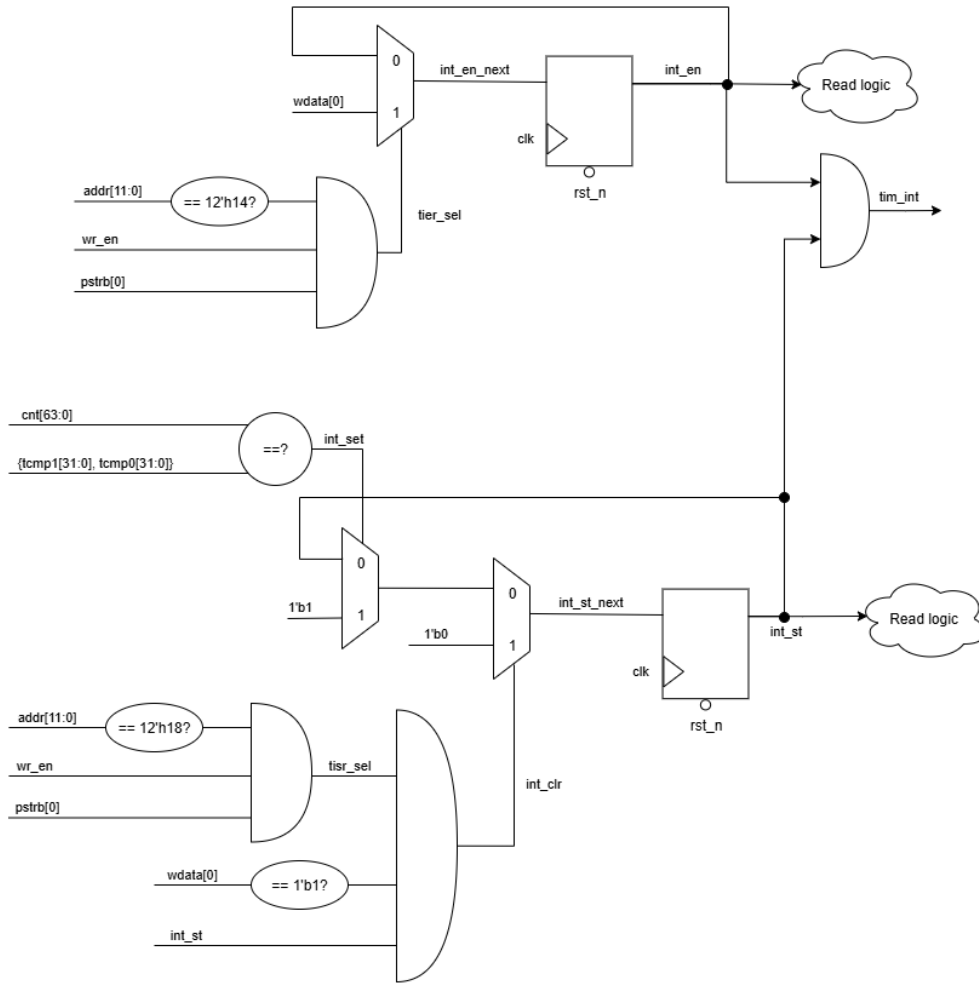 0
int_en_next
int_en
Read logic
wdata[0]
1
clk
rst_n
addr[11:0]
== 12'h14?
tier_sel
tim_int
wr_en
pstrb[0]
cnt[63:0]
int_set
==?
{tcmp1[31:0], tcmp0[31:0]}
0
1'b1
1
0
int_st_next
1'b0
1
int_st
Read logic
clk
rst_n
addr[11:0]
== 12'h18?
wr_en
tisr_sel
int_clr
pstrb[0]
wdata[0]
== 1'b1?
int_st